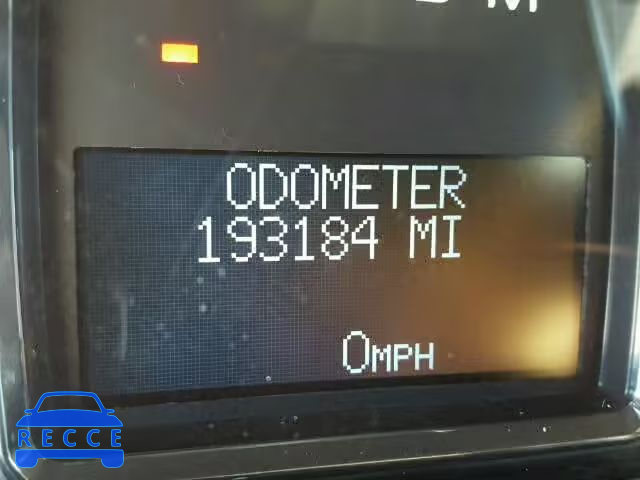 ODOMETER
193184 MI
0MPH
RECCE